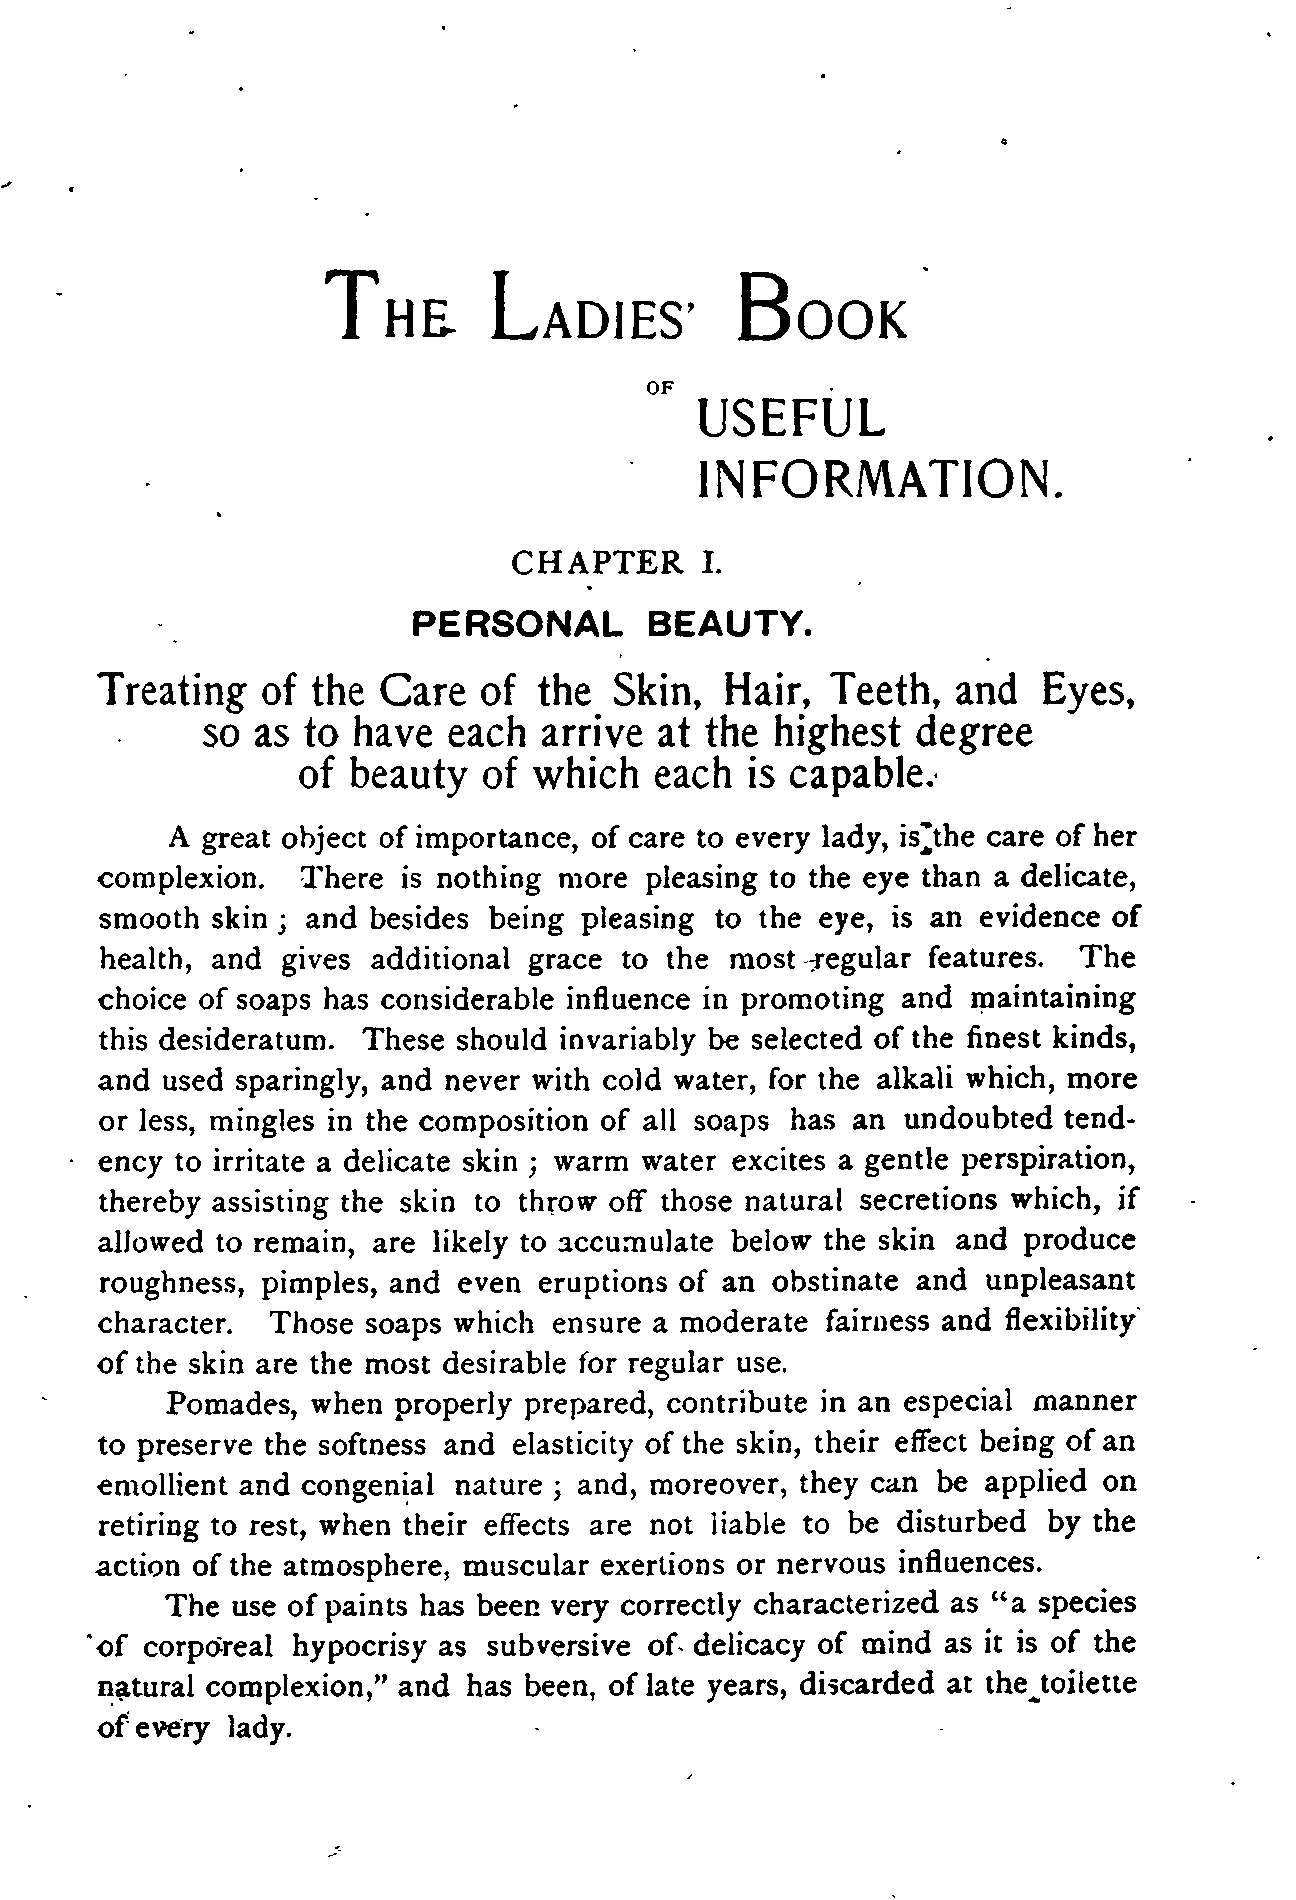 THE LADIES' BOOK
OF
USEFUL
INFORMATION.
CHAPTER I.
PERSONAL BEAUTY.
Treating of the Care of the Skin, Hair, Teeth, and Eyes,
so as to have each arrive at the highest degree
of beauty of which each is capable.
A great object of importance, of care to every lady, is the care of her
complexion. There is nothing more pleasing to the eye than a delicate,
smooth skin ; and besides being pleasing to the eye, is an evidence of
health, and gives additional grace to the most regular features. The
choice of soaps has considerable influence in promoting and maintaining
this desideratum. These should invariably be selected of the finest kinds,
and used sparingly, and never with cold water, for the alkali which, more
or less, mingles in the composition of all soaps has an undoubted tend-
ency to irritate a delicate skin ; warm water excites a gentle perspiration,
thereby assisting the skin to throw off those natural secretions which, if
allowed to remain, are likely to accumulate below the skin and produce
roughness, pimples, and even eruptions of an obstinate and unpleasant
character. Those soaps which ensure a moderate fairness and flexibility
of the skin are the most desirable for regular use.
Pomades, when properly prepared, contribute in an especial manner
to preserve the softness and elasticity of the skin, their effect being of an
emollient and congenial nature ; and, moreover, they can be applied on
retiring to rest, when their effects are not liable to be disturbed by the
action of the atmosphere, muscular exertions or nervous influences.
The use of paints has been very correctly characterized as "a species
of corporeal hypocrisy as subversive of delicacy of mind as it is of the
natural complexion," and has been, of late years, discarded at the toilette
of every lady.